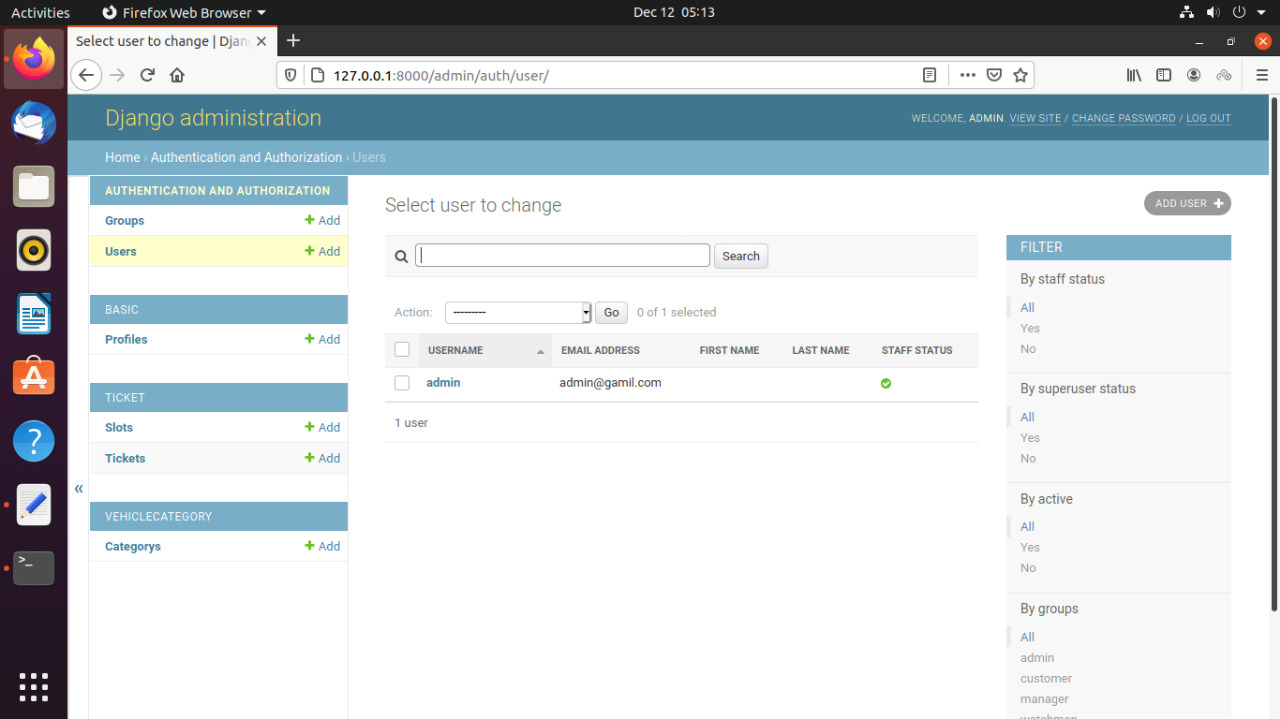 Activities Firefox Web Browser Dec 12 05:13
Select user to change | Djan
127.0.0.1:8000/admin/auth/user/
Django administration
WELCOME, ADMIN. VIEW SITE / CHANGE PASSWORD / LOG OUT
Home › Authentication and Authorization › Users
AUTHENTICATION AND AUTHORIZATION
Groups + Add
Users + Add
BASIC
Profiles + Add
TICKET
Slots + Add
Tickets + Add
VEHICLECATEGORY
Categorys + Add
«
Select user to change
ADD USER +
Search
Action: --------- Go 0 of 1 selected
USERNAME EMAIL ADDRESS FIRST NAME LAST NAME STAFF STATUS
admin admin@gamil.com
1 user
FILTER
By staff status
All
Yes
No
By superuser status
All
Yes
No
By active
All
Yes
No
By groups
All
admin
customer
manager
watchman